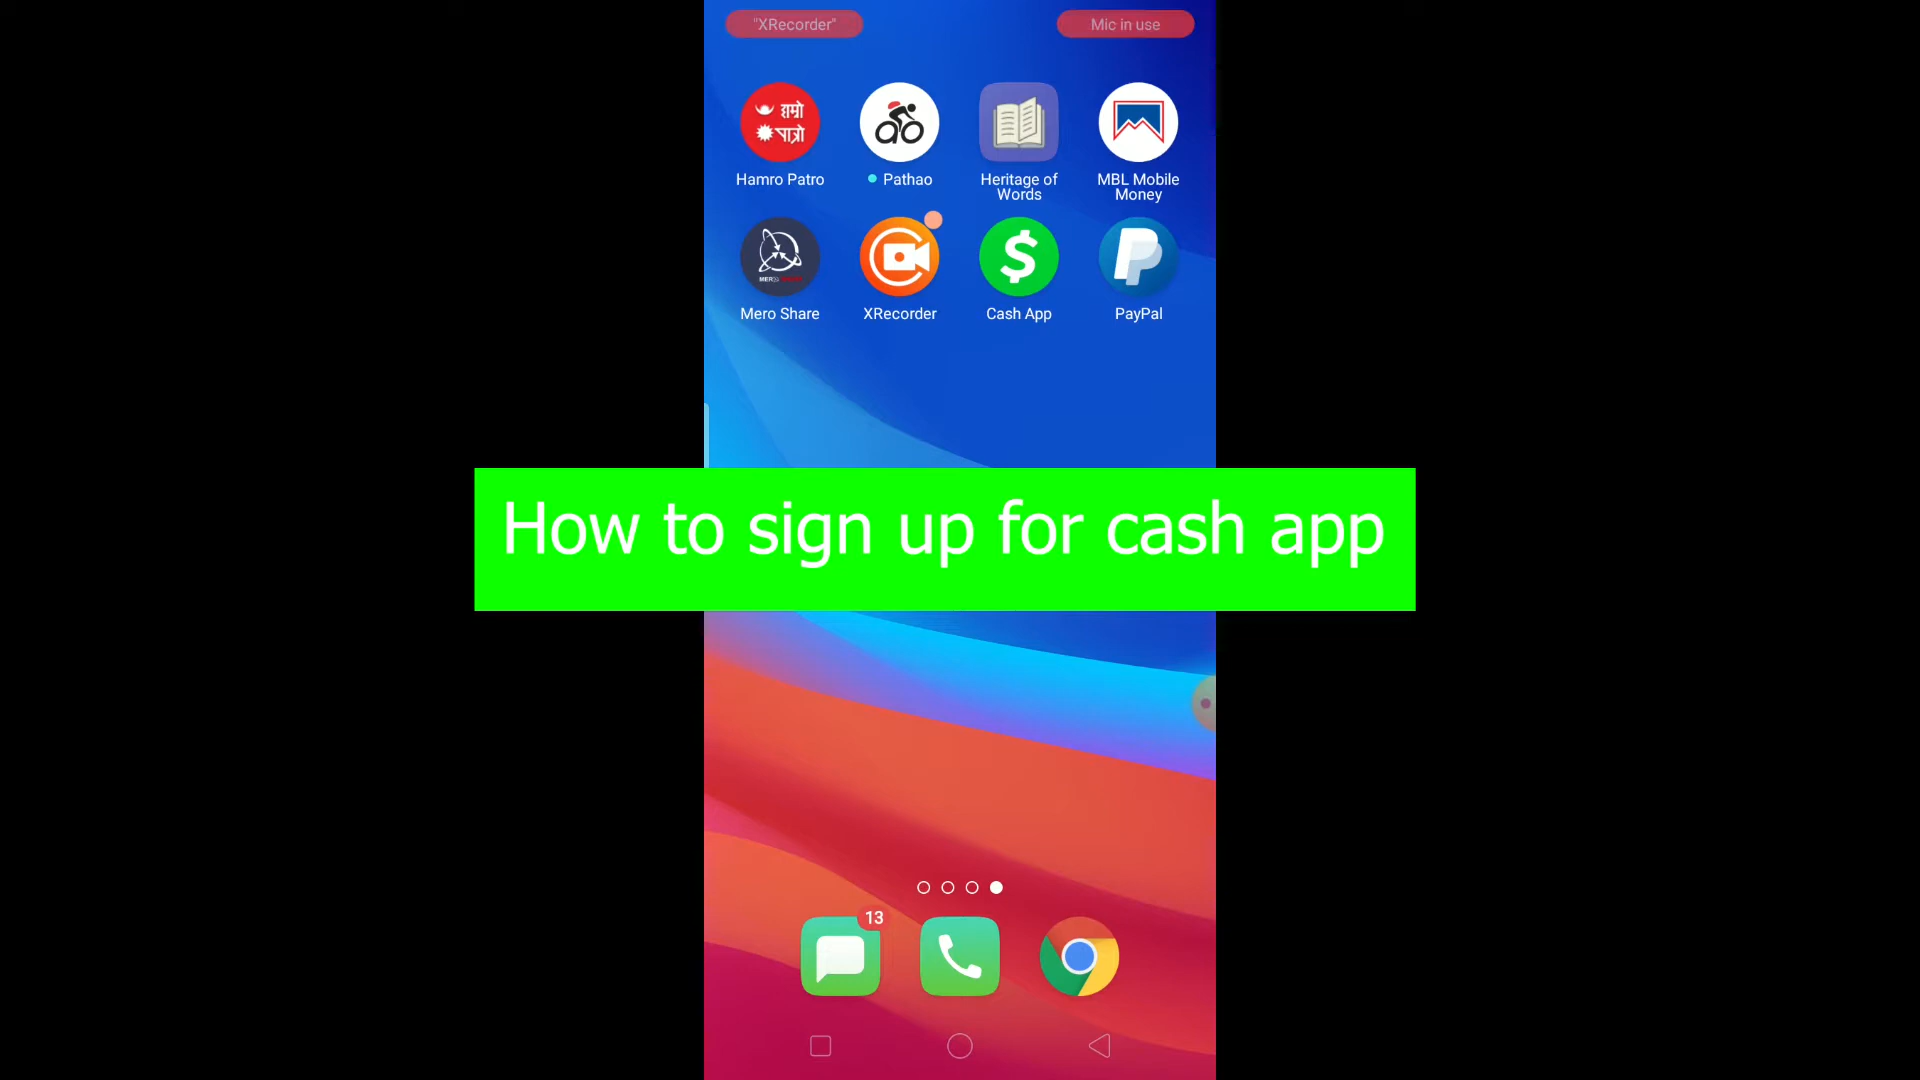 "XRecorder"
Mic in use
हाम्रो
पात्रो
Hamro Patro
Pathao
Heritage of
Words
MBL Mobile
Money
Mero Share
XRecorder
Cash App
PayPal
How to sign up for cash app
13